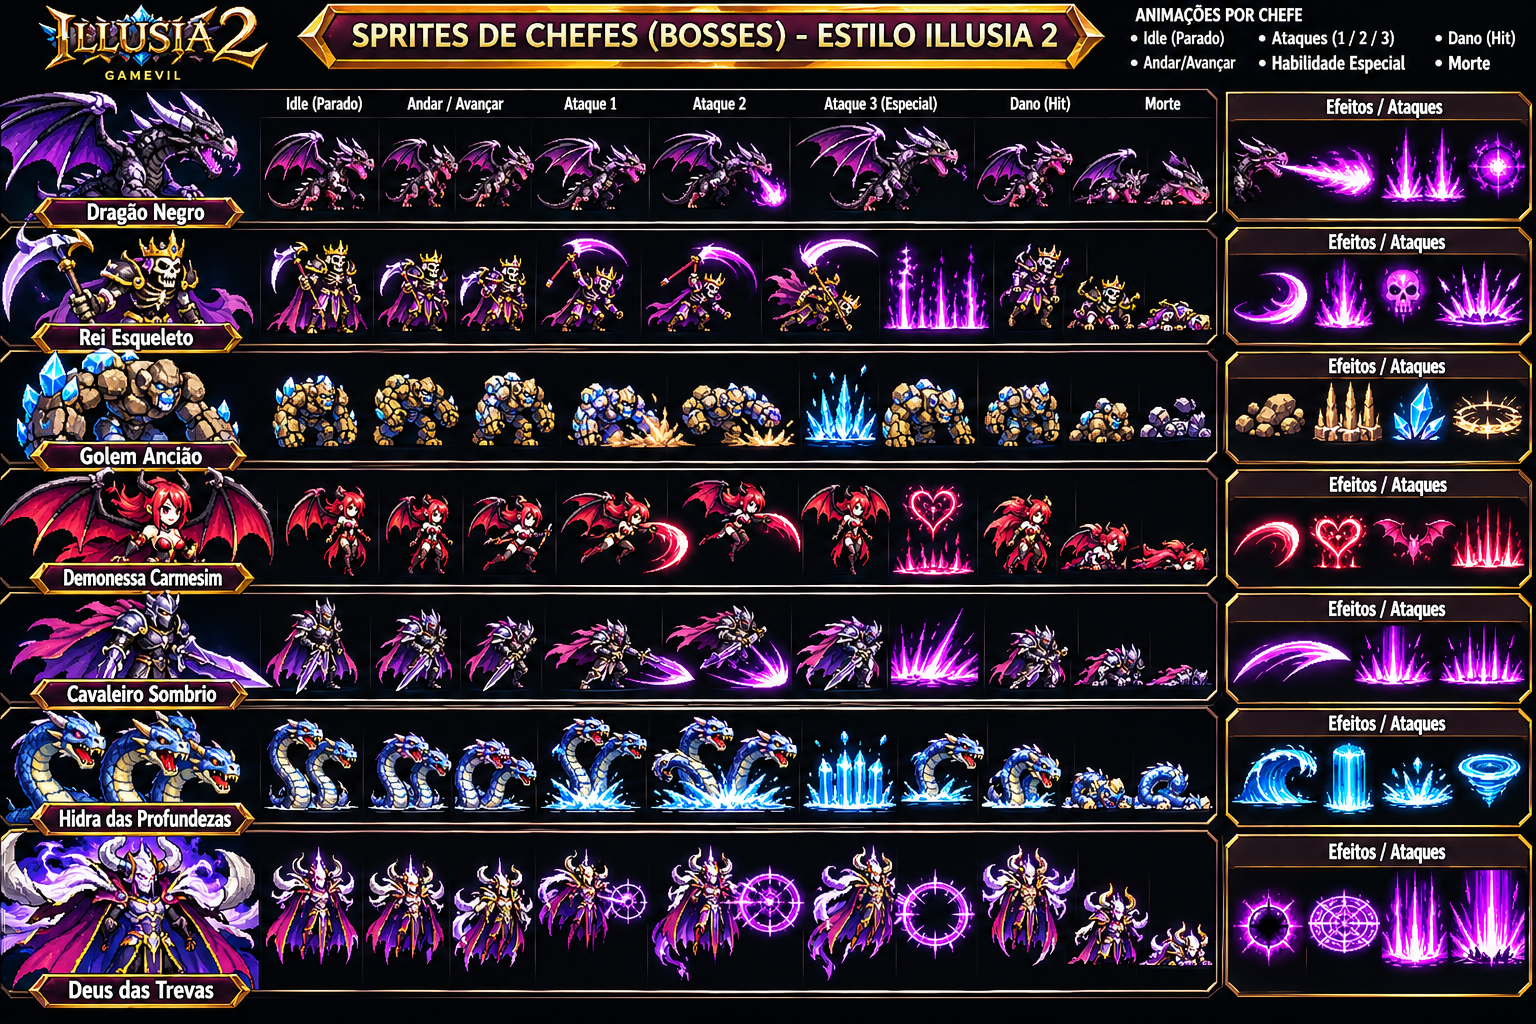 ILLUSIA 2
GAMEVIL
SPRITES DE CHEFES (BOSSES) - ESTILO ILLUSIA 2
ANIMAÇÕES POR CHEFE
• Idle (Parado) • Ataques (1 / 2 / 3) • Dano (Hit)
• Andar/Avançar • Habilidade Especial • Morte
Idle (Parado) Andar / Avançar Ataque 1 Ataque 2 Ataque 3 (Especial) Dano (Hit) Morte
Efeitos / Ataques
Dragão Negro
Efeitos / Ataques
Rei Esqueleto
Efeitos / Ataques
Golem Ancião
Efeitos / Ataques
Demonessa Carmesim
Efeitos / Ataques
Cavaleiro Sombrio
Efeitos / Ataques
Hidra das Profundezas
Efeitos / Ataques
Deus das Trevas